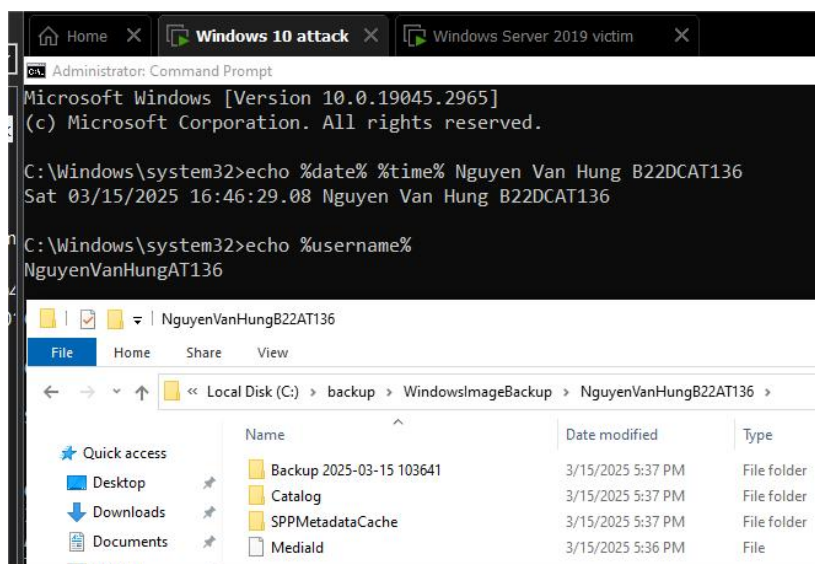 Home
Windows 10 attack
Windows Server 2019 victim
Administrator: Command Prompt
Microsoft Windows [Version 10.0.19045.2965]
(c) Microsoft Corporation. All rights reserved.
C:\Windows\system32>echo %date% %time% Nguyen Van Hung B22DCAT136
Sat 03/15/2025 16:46:29.08 Nguyen Van Hung B22DCAT136
C:\Windows\system32>echo %username%
NguyenVanHungAT136
NguyenVanHungB22AT136
File Home Share View
« Local Disk (C:) › backup › WindowsImageBackup › NguyenVanHungB22AT136 ›
Name Date modified Type
Quick access
Desktop
Downloads
Documents
Backup 2025-03-15 103641 3/15/2025 5:37 PM File folder
Catalog 3/15/2025 5:37 PM File folder
SPPMetadataCache 3/15/2025 5:37 PM File folder
MediaId 3/15/2025 5:36 PM File